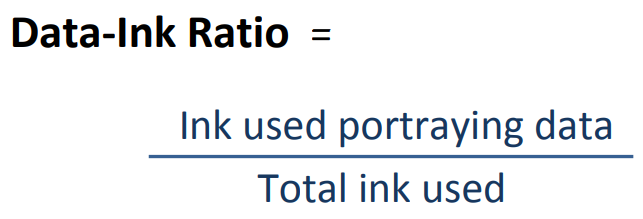 Data-Ink Ratio =
Ink used portraying data
Total ink used